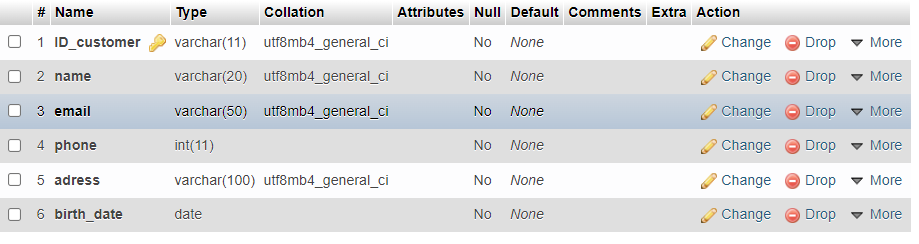 # Name Type Collation Attributes Null Default Comments Extra Action
1 ID_customer varchar(11) utf8mb4_general_ci No None Change Drop More
2 name varchar(20) utf8mb4_general_ci No None Change Drop More
3 email varchar(50) utf8mb4_general_ci No None Change Drop More
4 phone int(11) No None Change Drop More
5 adress varchar(100) utf8mb4_general_ci No None Change Drop More
6 birth_date date No None Change Drop More